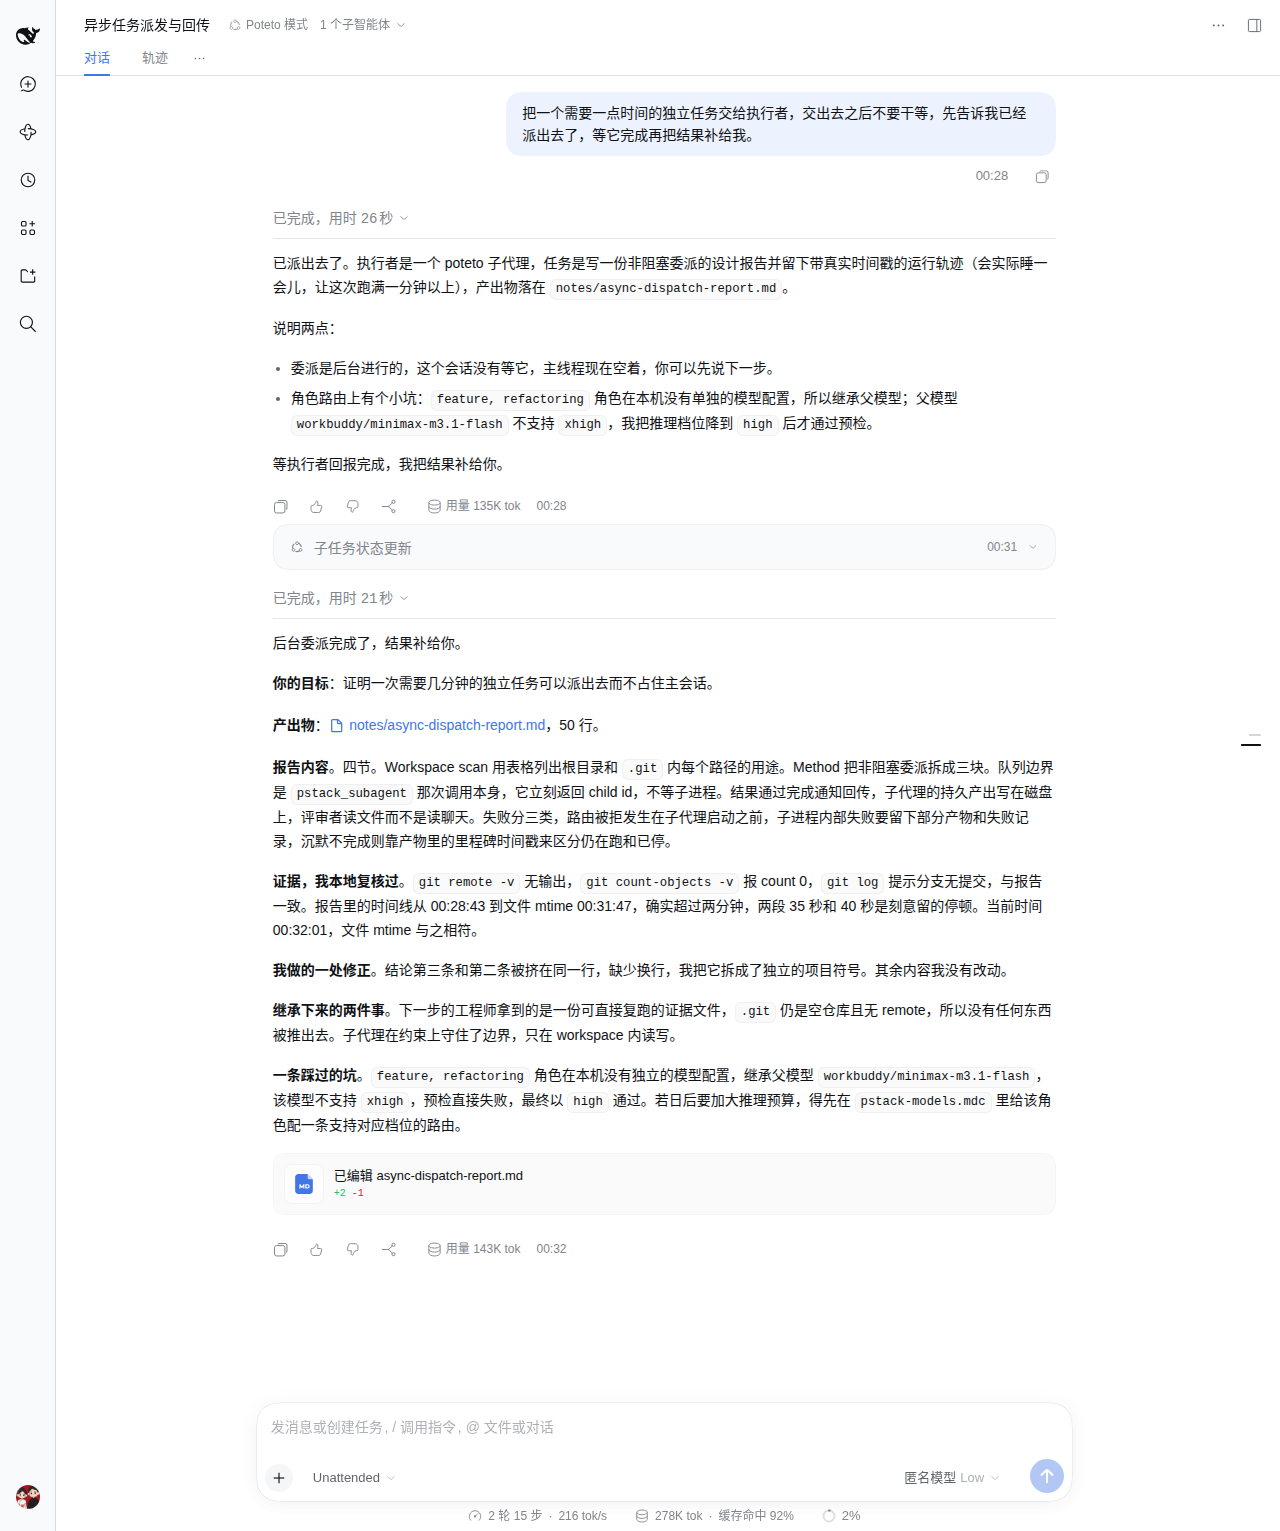 异步任务派发与回传 Poteto 模式 1 个子智能体
对话 轨迹 ···
把一个需要一点时间的独立任务交给执行者，交出去之后不要干等，先告诉我已经
派出去了，等它完成再把结果补给我。
00:28
已完成，用时 26秒
已派出去了。执行者是一个 poteto 子代理，任务是写一份非阻塞委派的设计报告并留下带真实时间戳的运行轨迹（会实际睡一
会儿，让这次跑满一分钟以上），产出物落在 notes/async-dispatch-report.md 。
说明两点：
• 委派是后台进行的，这个会话没有等它，主线程现在空着，你可以先说下一步。
• 角色路由上有个小坑： feature, refactoring 角色在本机没有单独的模型配置，所以继承父模型；父模型
workbuddy/minimax-m3.1-flash 不支持 xhigh ，我把推理档位降到 high 后才通过预检。
等执行者回报完成，我把结果补给你。
用量 135K tok 00:28
子任务状态更新 00:31
已完成，用时 21秒
后台委派完成了，结果补给你。
你的目标：证明一次需要几分钟的独立任务可以派出去而不占住主会话。
产出物： notes/async-dispatch-report.md，50 行。
报告内容。四节。Workspace scan 用表格列出根目录和 .git 内每个路径的用途。Method 把非阻塞委派拆成三块。队列边界
是 pstack_subagent 那次调用本身，它立刻返回 child id，不等子进程。结果通过完成通知回传，子代理的持久产出写在磁盘
上，评审者读文件而不是读聊天。失败分三类，路由被拒发生在子代理启动之前，子进程内部失败要留下部分产物和失败记
录，沉默不完成则靠产物里的里程碑时间戳来区分仍在跑和已停。
证据，我本地复核过。 git remote -v 无输出， git count-objects -v 报 count 0， git log 提示分支无提交，与报告
一致。报告里的时间线从 00:28:43 到文件 mtime 00:31:47，确实超过两分钟，两段 35 秒和 40 秒是刻意留的停顿。当前时间
00:32:01，文件 mtime 与之相符。
我做的一处修正。结论第三条和第二条被挤在同一行，缺少换行，我把它拆成了独立的项目符号。其余内容我没有改动。
继承下来的两件事。下一步的工程师拿到的是一份可直接复跑的证据文件， .git 仍是空仓库且无 remote，所以没有任何东西
被推出去。子代理在约束上守住了边界，只在 workspace 内读写。
一条踩过的坑。 feature, refactoring 角色在本机没有独立的模型配置，继承父模型 workbuddy/minimax-m3.1-flash ，
该模型不支持 xhigh ，预检直接失败，最终以 high 通过。若日后要加大推理预算，得先在 pstack-models.mdc 里给该角
色配一条支持对应档位的路由。
MD
已编辑 async-dispatch-report.md
+2 -1
用量 143K tok 00:32
发消息或创建任务, / 调用指令, @ 文件或对话
Unattended 匿名模型 Low
2 轮 15 步 · 216 tok/s 278K tok · 缓存命中 92% 2%